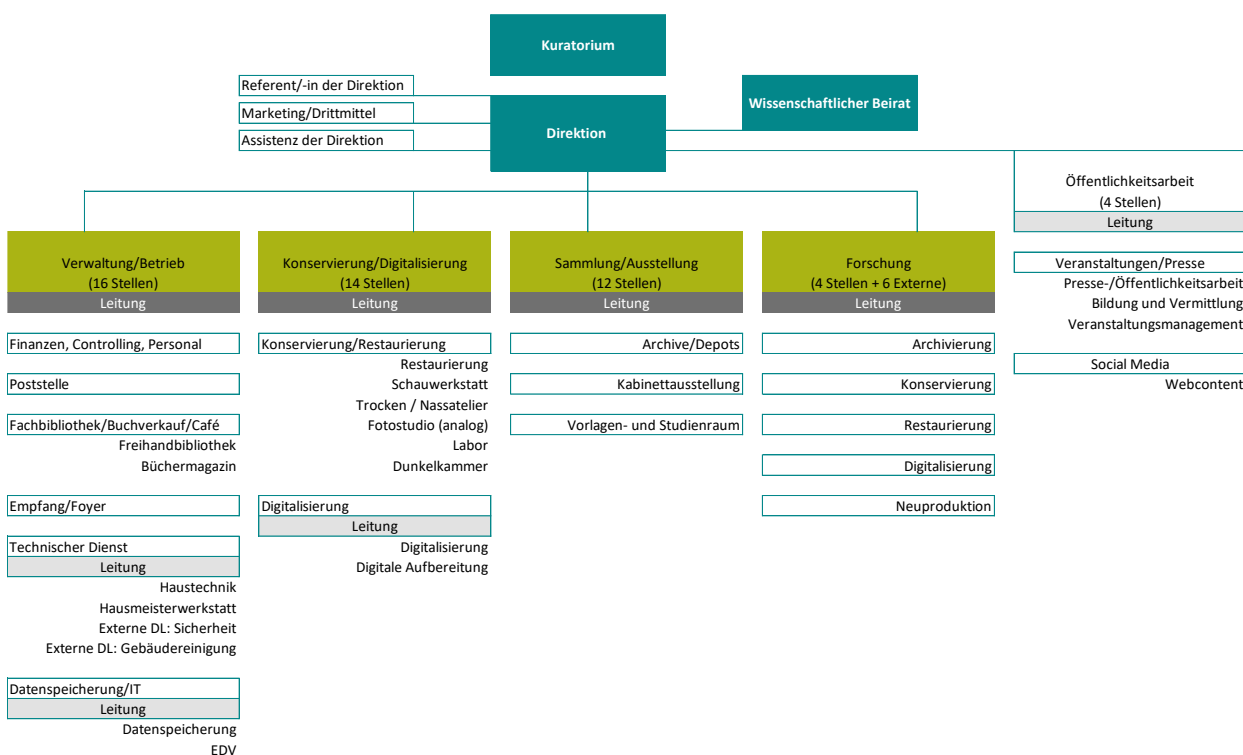 Kuratorium
Referent/-in der Direktion
Marketing/Drittmittel
Assistenz der Direktion
Direktion
Wissenschaftlicher Beirat
Öffentlichkeitsarbeit
(4 Stellen)
Leitung
Veranstaltungen/Presse
Presse-/Öffentlichkeitsarbeit
Bildung und Vermittlung
Veranstaltungsmanagement
Social Media
Webcontent
Verwaltung/Betrieb
(16 Stellen)
Leitung
Finanzen, Controlling, Personal
Poststelle
Fachbibliothek/Buchverkauf/Café
Freihandbibliothek
Büchermagazin
Empfang/Foyer
Technischer Dienst
Leitung
Haustechnik
Hausmeisterwerkstatt
Externe DL: Sicherheit
Externe DL: Gebäudereinigung
Datenspeicherung/IT
Leitung
Datenspeicherung
EDV
Konservierung/Digitalisierung
(14 Stellen)
Leitung
Konservierung/Restaurierung
Restaurierung
Schauwerkstatt
Trocken / Nassatelier
Fotostudio (analog)
Labor
Dunkelkammer
Digitalisierung
Leitung
Digitalisierung
Digitale Aufbereitung
Sammlung/Ausstellung
(12 Stellen)
Leitung
Archive/Depots
Kabinettausstellung
Vorlagen- und Studienraum
Forschung
(4 Stellen + 6 Externe)
Leitung
Archivierung
Konservierung
Restaurierung
Digitalisierung
Neuproduktion